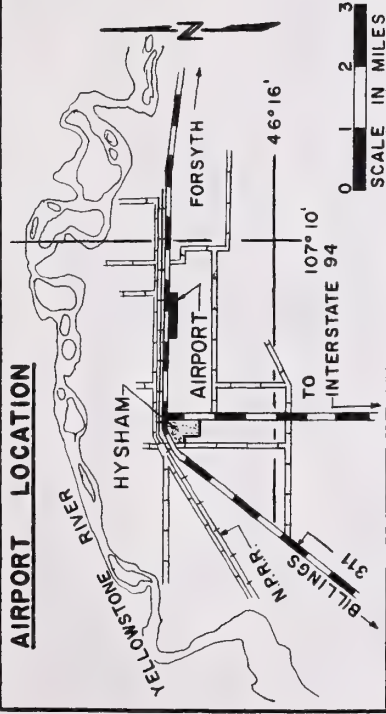 AIRPORT LOCATION
YELLOWSTONE
RIVER
HYSHAM
N
FORSYTH
AIRPORT
46° 16'
107° 10'
TO
INTERSTATE 94
N.P.R.R.
BILLINGS
311
0 1 2 3
SCALE IN MILES